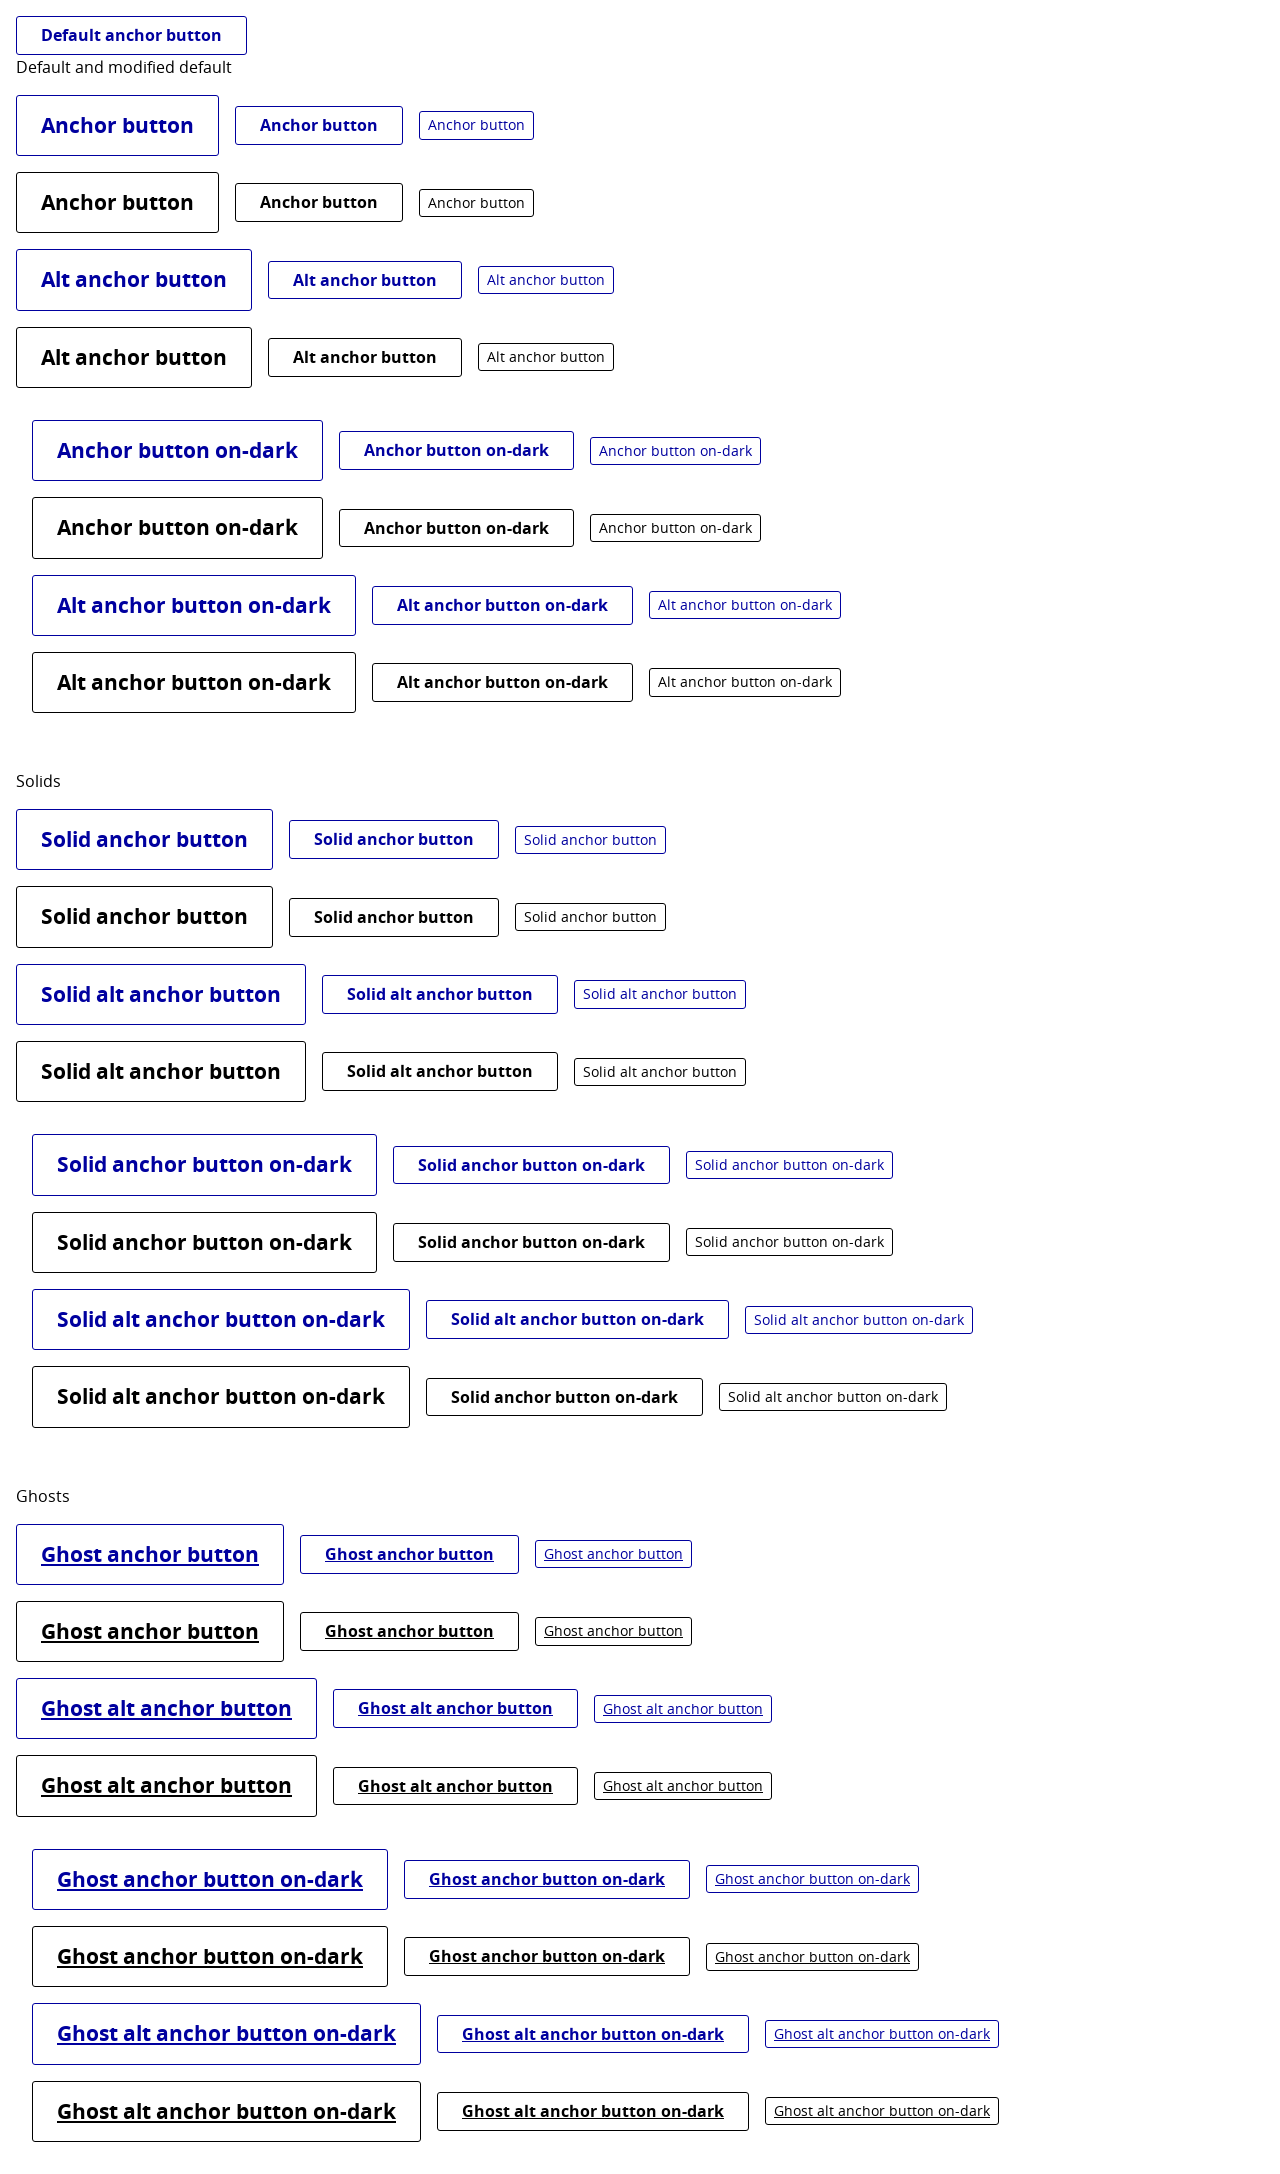 Default anchor button
Default and modified default
Anchor button Anchor button Anchor button
Anchor button Anchor button Anchor button
Alt anchor button Alt anchor button Alt anchor button
Alt anchor button Alt anchor button Alt anchor button
Anchor button on-dark Anchor button on-dark Anchor button on-dark
Anchor button on-dark Anchor button on-dark Anchor button on-dark
Alt anchor button on-dark Alt anchor button on-dark Alt anchor button on-dark
Alt anchor button on-dark Alt anchor button on-dark Alt anchor button on-dark
Solids
Solid anchor button Solid anchor button Solid anchor button
Solid anchor button Solid anchor button Solid anchor button
Solid alt anchor button Solid alt anchor button Solid alt anchor button
Solid alt anchor button Solid alt anchor button Solid alt anchor button
Solid anchor button on-dark Solid anchor button on-dark Solid anchor button on-dark
Solid anchor button on-dark Solid anchor button on-dark Solid anchor button on-dark
Solid alt anchor button on-dark Solid alt anchor button on-dark Solid alt anchor button on-dark
Solid alt anchor button on-dark Solid anchor button on-dark Solid alt anchor button on-dark
Ghosts
Ghost anchor button Ghost anchor button Ghost anchor button
Ghost anchor button Ghost anchor button Ghost anchor button
Ghost alt anchor button Ghost alt anchor button Ghost alt anchor button
Ghost alt anchor button Ghost alt anchor button Ghost alt anchor button
Ghost anchor button on-dark Ghost anchor button on-dark Ghost anchor button on-dark
Ghost anchor button on-dark Ghost anchor button on-dark Ghost anchor button on-dark
Ghost alt anchor button on-dark Ghost alt anchor button on-dark Ghost alt anchor button on-dark
Ghost alt anchor button on-dark Ghost alt anchor button on-dark Ghost alt anchor button on-dark